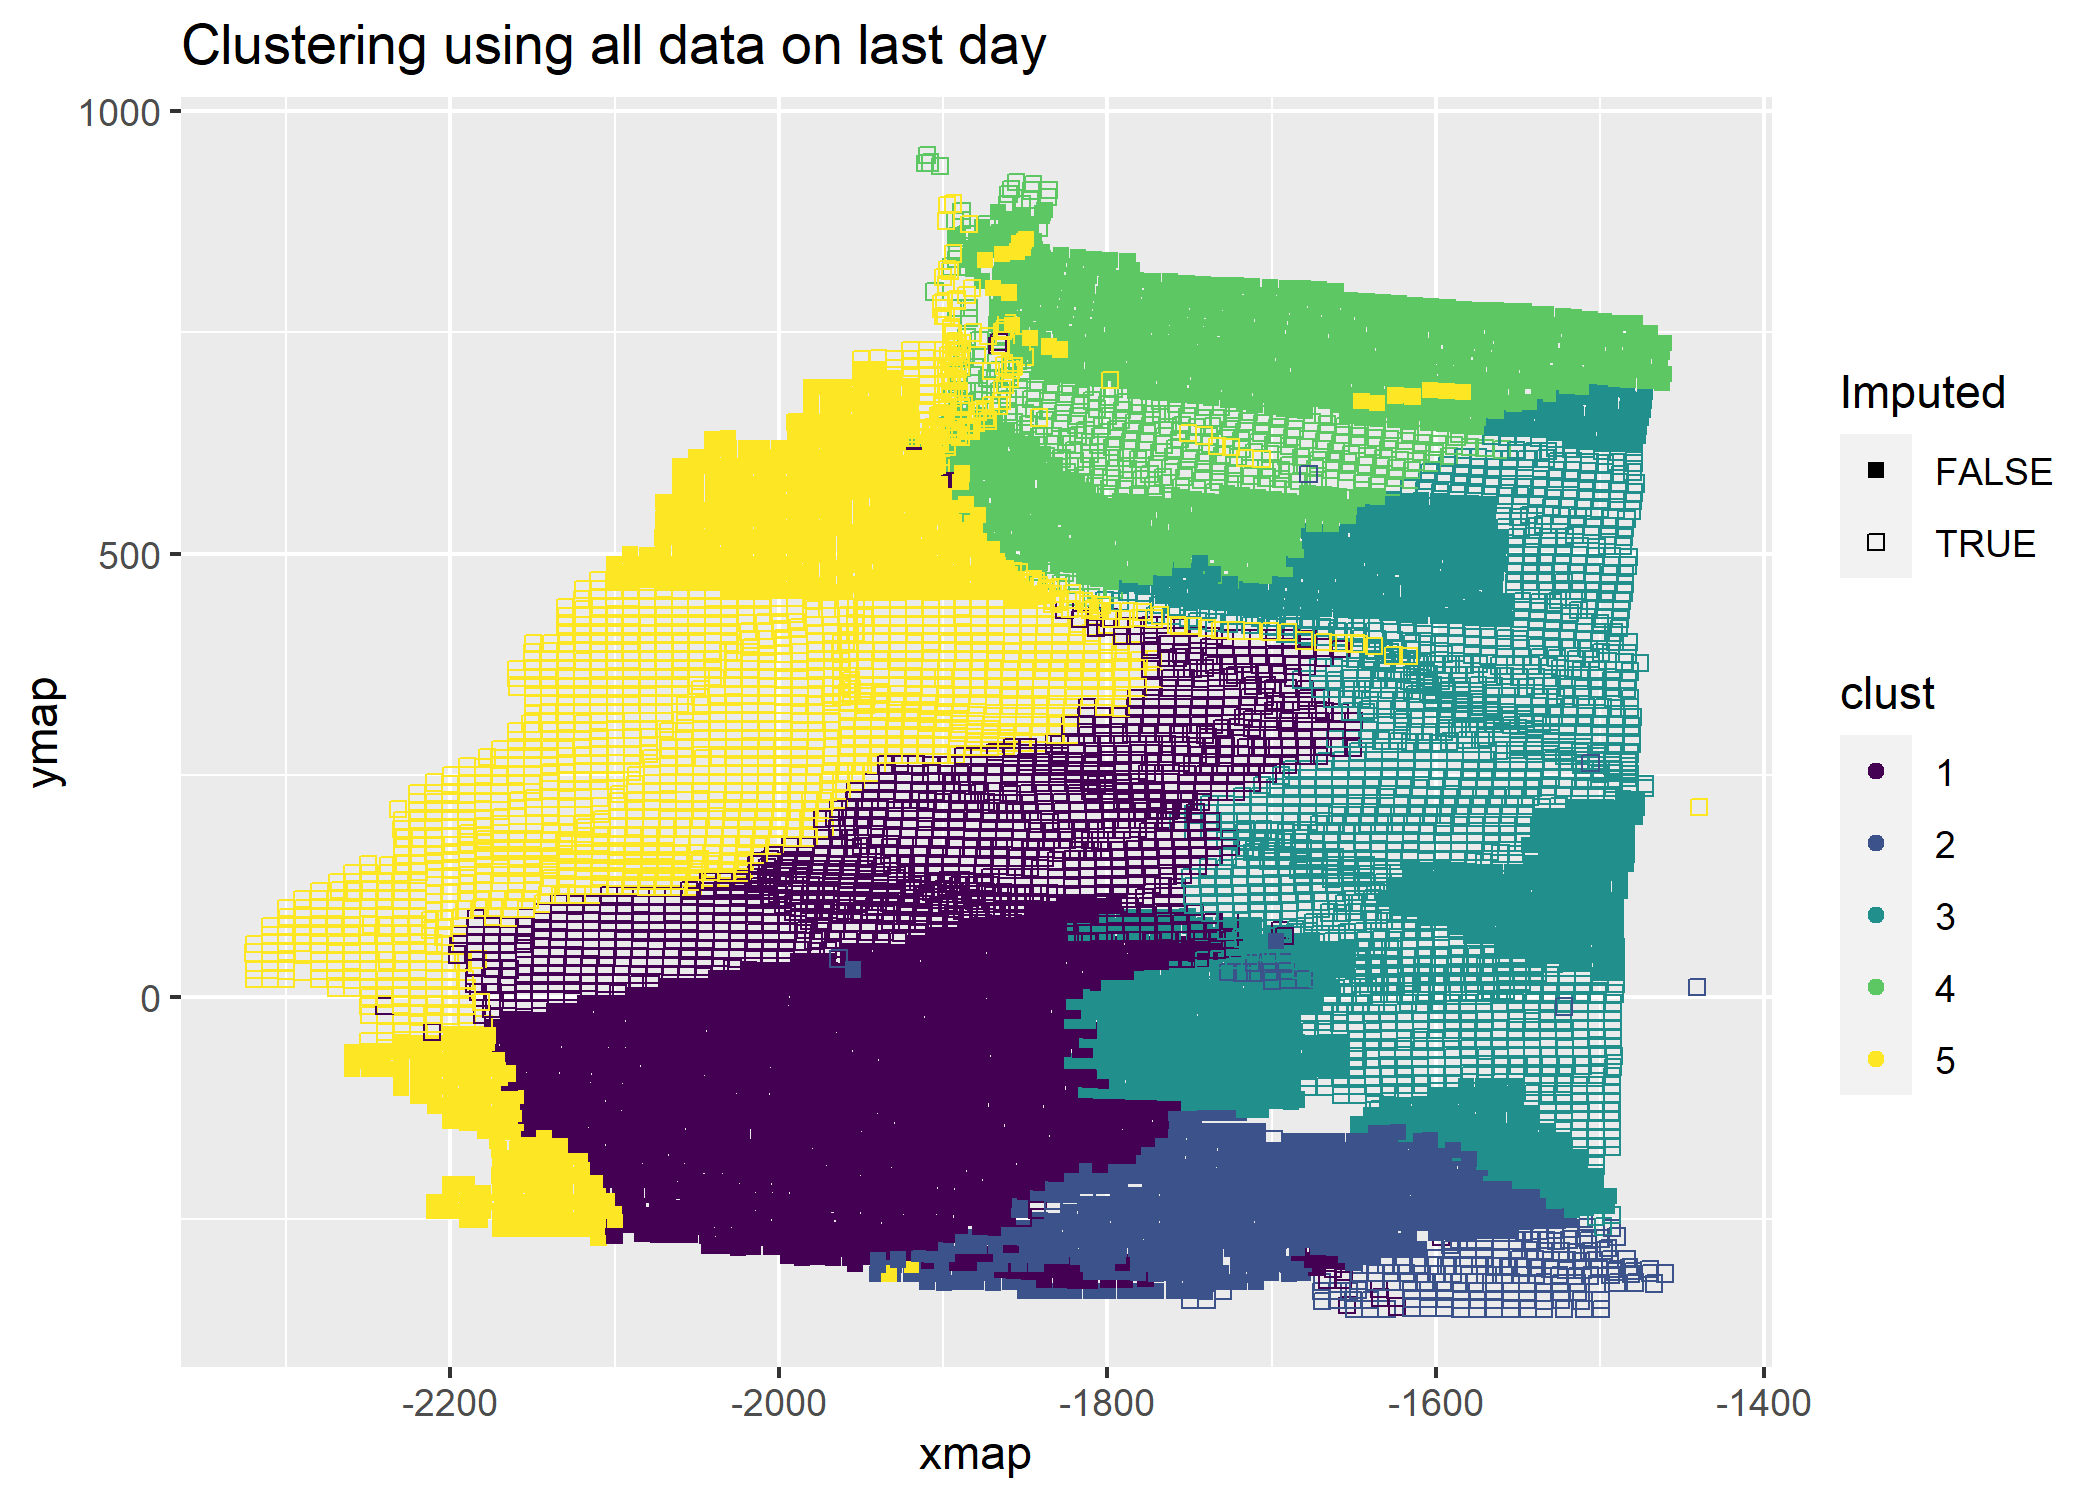 Clustering using all data on last day
1000
500
0
ymap
-2200
-2000
-1800
-1600
-1400
xmap
Imputed
FALSE
TRUE
clust
1
2
3
4
5